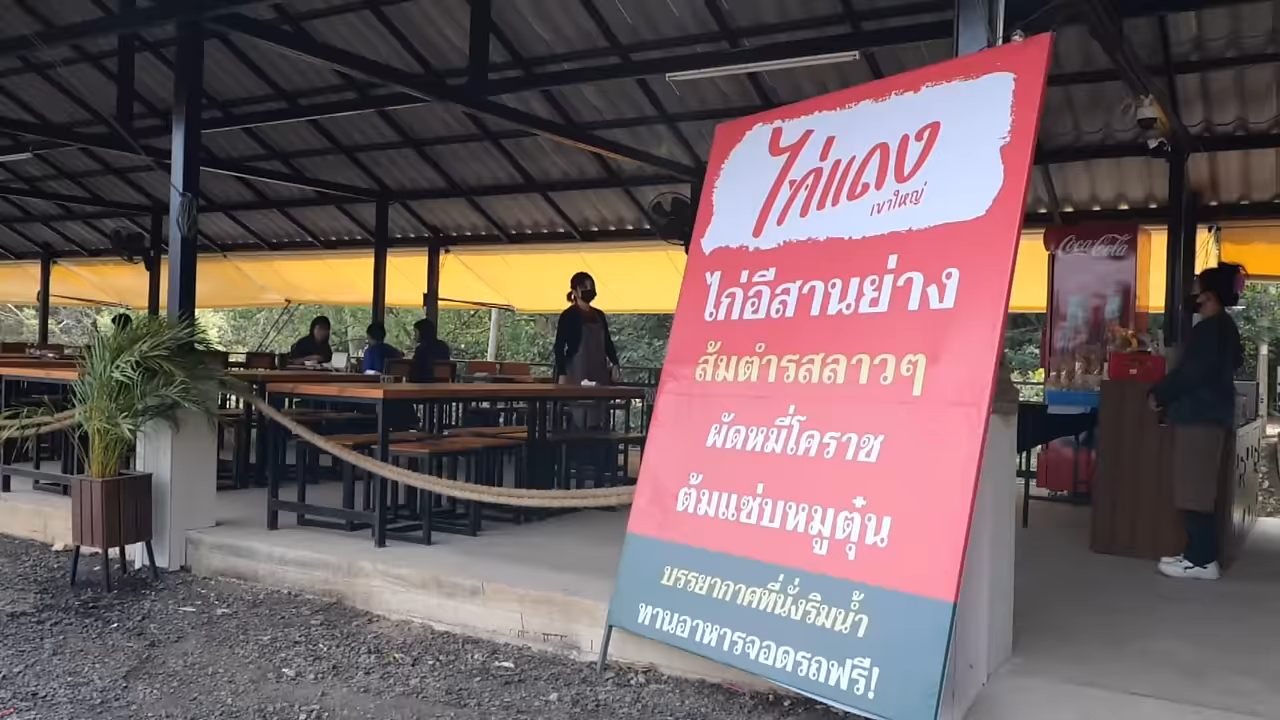 ไก่แดง
เขาใหญ่
ไก่อีสานย่าง
ส้มตำรสลาวๆ
ผัดหมี่โคราช
ต้มแซ่บหมูตุ๋น
บรรยากาศที่นั่งริมน้ำ
ทานอาหารจอดรถฟรี!
Coca-Cola